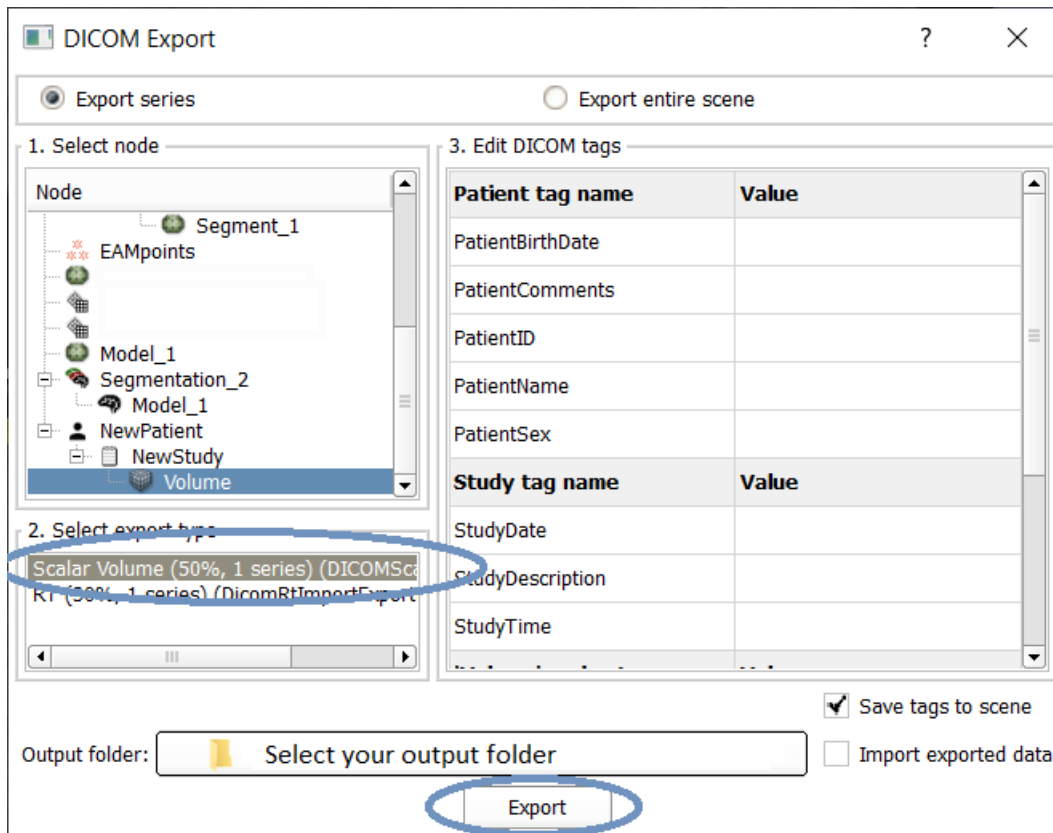 DICOM Export
?
Export series
Export entire scene
1. Select node
Node
Segment_1
EAMpoints
Model_1
Segmentation_2
Model_1
NewPatient
NewStudy
Volume
2. Select export type
Scalar Volume (50%, 1 series) (DICOMSca
RT (30%, 1 series) (DicomRtImportExport
3. Edit DICOM tags
Patient tag name Value
PatientBirthDate
PatientComments
PatientID
PatientName
PatientSex
Study tag name Value
StudyDate
StudyDescription
StudyTime
Save tags to scene
Output folder: Select your output folder
Import exported data
Export